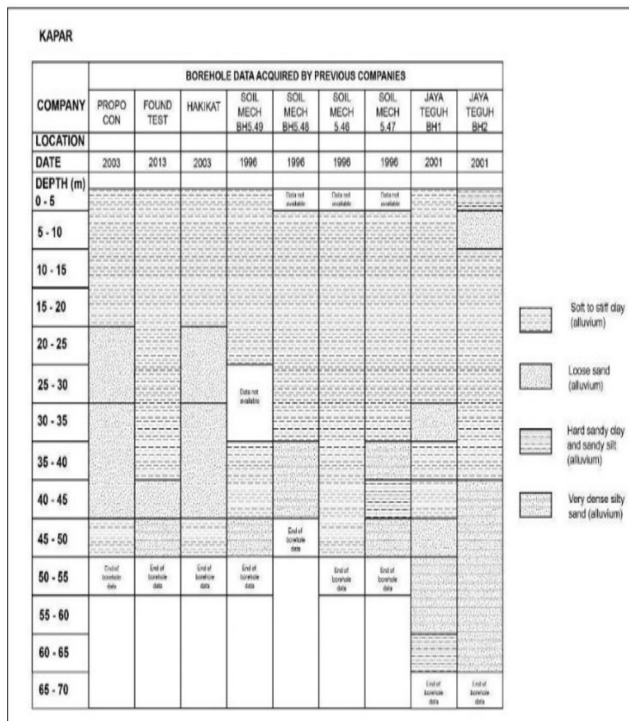 KAPAR
BOREHOLE DATA ACQUIRED BY PREVIOUS COMPANIES
COMPANY
PROPO CON
FOUND TEST
HAKIKAT
SOIL MECH BH5.49
SOIL MECH BH5.48
SOIL MECH 5.46
SOIL MECH 5.47
JAYA TEGUH BH1
JAYA TEGUH BH2
LOCATION
DATE 2003 2013 2003 1996 1996 1996 1996 2001 2001
DEPTH (m)
0 - 5
Data not available
Data not available
Data not available
5 - 10
10 - 15
15 - 20
20 - 25
25 - 30
Data not available
30 - 35
35 - 40
40 - 45
45 - 50
End of borehole data
50 - 55
End of borehole data
End of borehole data
End of borehole data
End of borehole data
End of borehole data
End of borehole data
55 - 60
60 - 65
65 - 70
End of borehole data
End of borehole data
Soft to stiff clay
(alluvium)
Loose sand
(alluvium)
Hard sandy clay
and sandy silt
(alluvium)
Very dense silty
sand (alluvium)